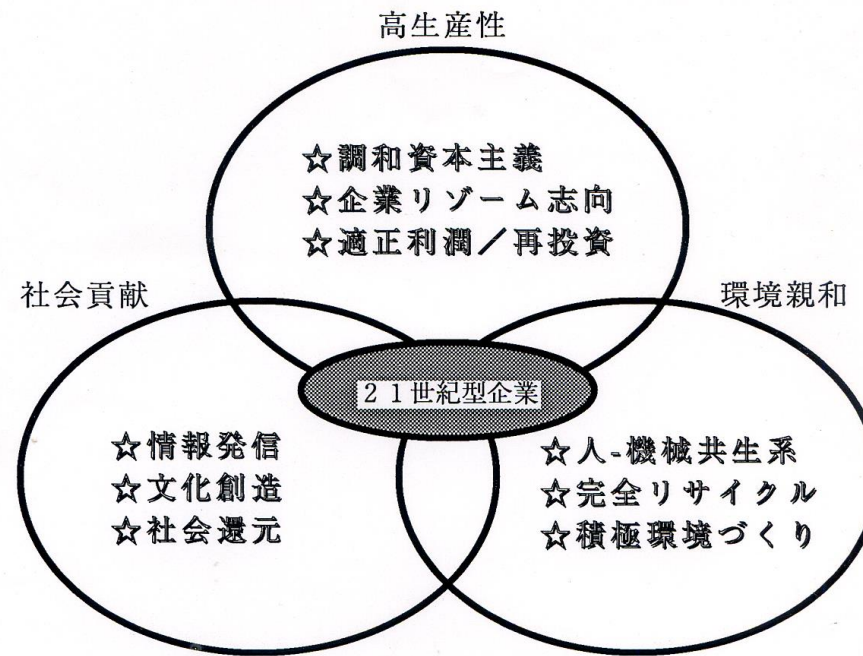 高生産性
☆調和資本主義
☆企業リゾーム志向
☆適正利潤／再投資
社会貢献
環境親和
２１世紀型企業
☆情報発信
☆文化創造
☆社会還元
☆人-機械共生系
☆完全リサイクル
☆積極環境づくり